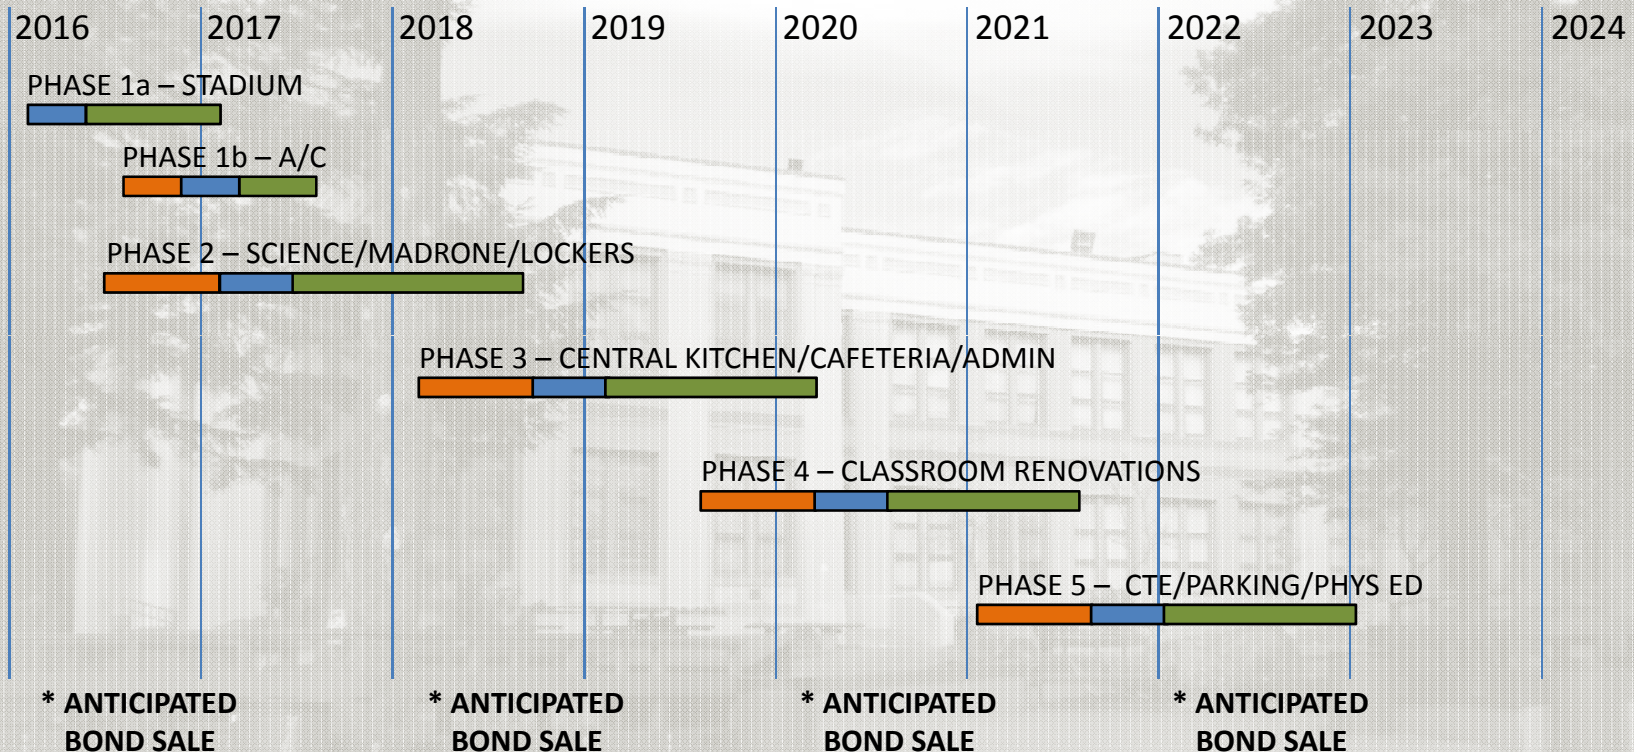 2016 2017 2018 2019 2020 2021 2022 2023 2024
PHASE 1a – STADIUM
PHASE 1b – A/C
PHASE 2 – SCIENCE/MADRONE/LOCKERS
PHASE 3 – CENTRAL KITCHEN/CAFETERIA/ADMIN
PHASE 4 – CLASSROOM RENOVATIONS
PHASE 5 – CTE/PARKING/PHYS ED
* ANTICIPATED
BOND SALE
* ANTICIPATED
BOND SALE
* ANTICIPATED
BOND SALE
* ANTICIPATED
BOND SALE